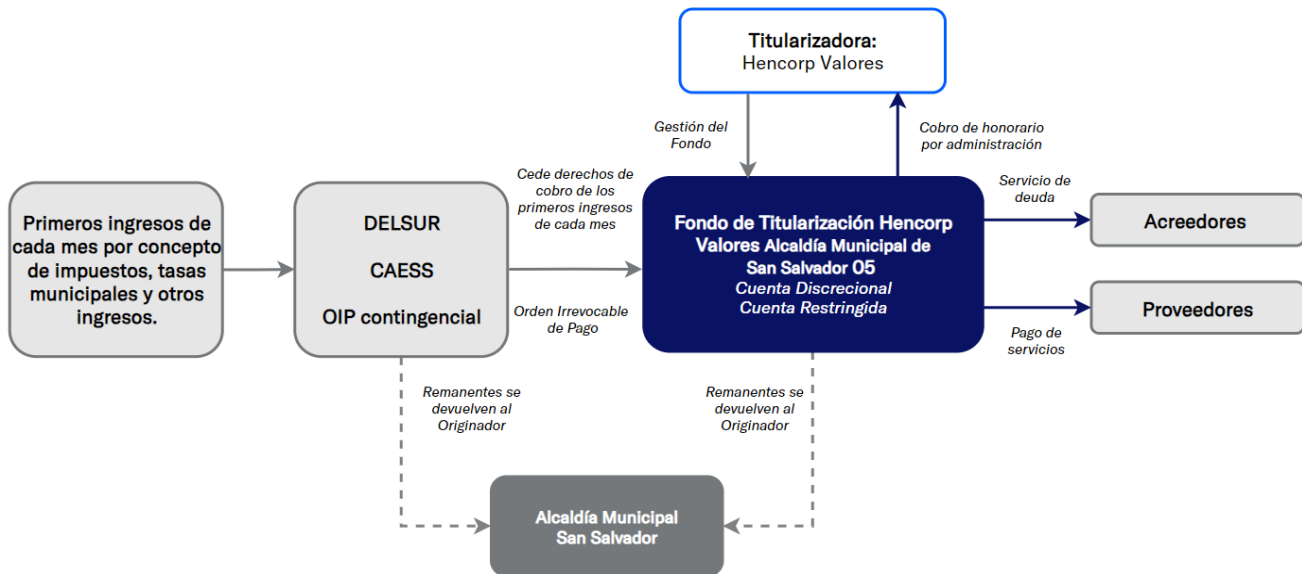 Titularizadora:
Hencorp Valores
Gestión del
Fondo
Cobro de honorario
por administración
Primeros ingresos de
cada mes por concepto
de impuestos, tasas
municipales y otros
ingresos.
DELSUR
CAESS
OIP contingencial
Cede derechos de
cobro de los
primeros ingresos
de cada mes
Orden Irrevocable
de Pago
Fondo de Titularización Hencorp
Valores Alcaldía Municipal de
San Salvador 05
Cuenta Discrecional
Cuenta Restringida
Servicio de
deuda
Acreedores
Proveedores
Pago de
servicios
Remanentes se
devuelven al
Originador
Remanentes se
devuelven al
Originador
Alcaldía Municipal
San Salvador